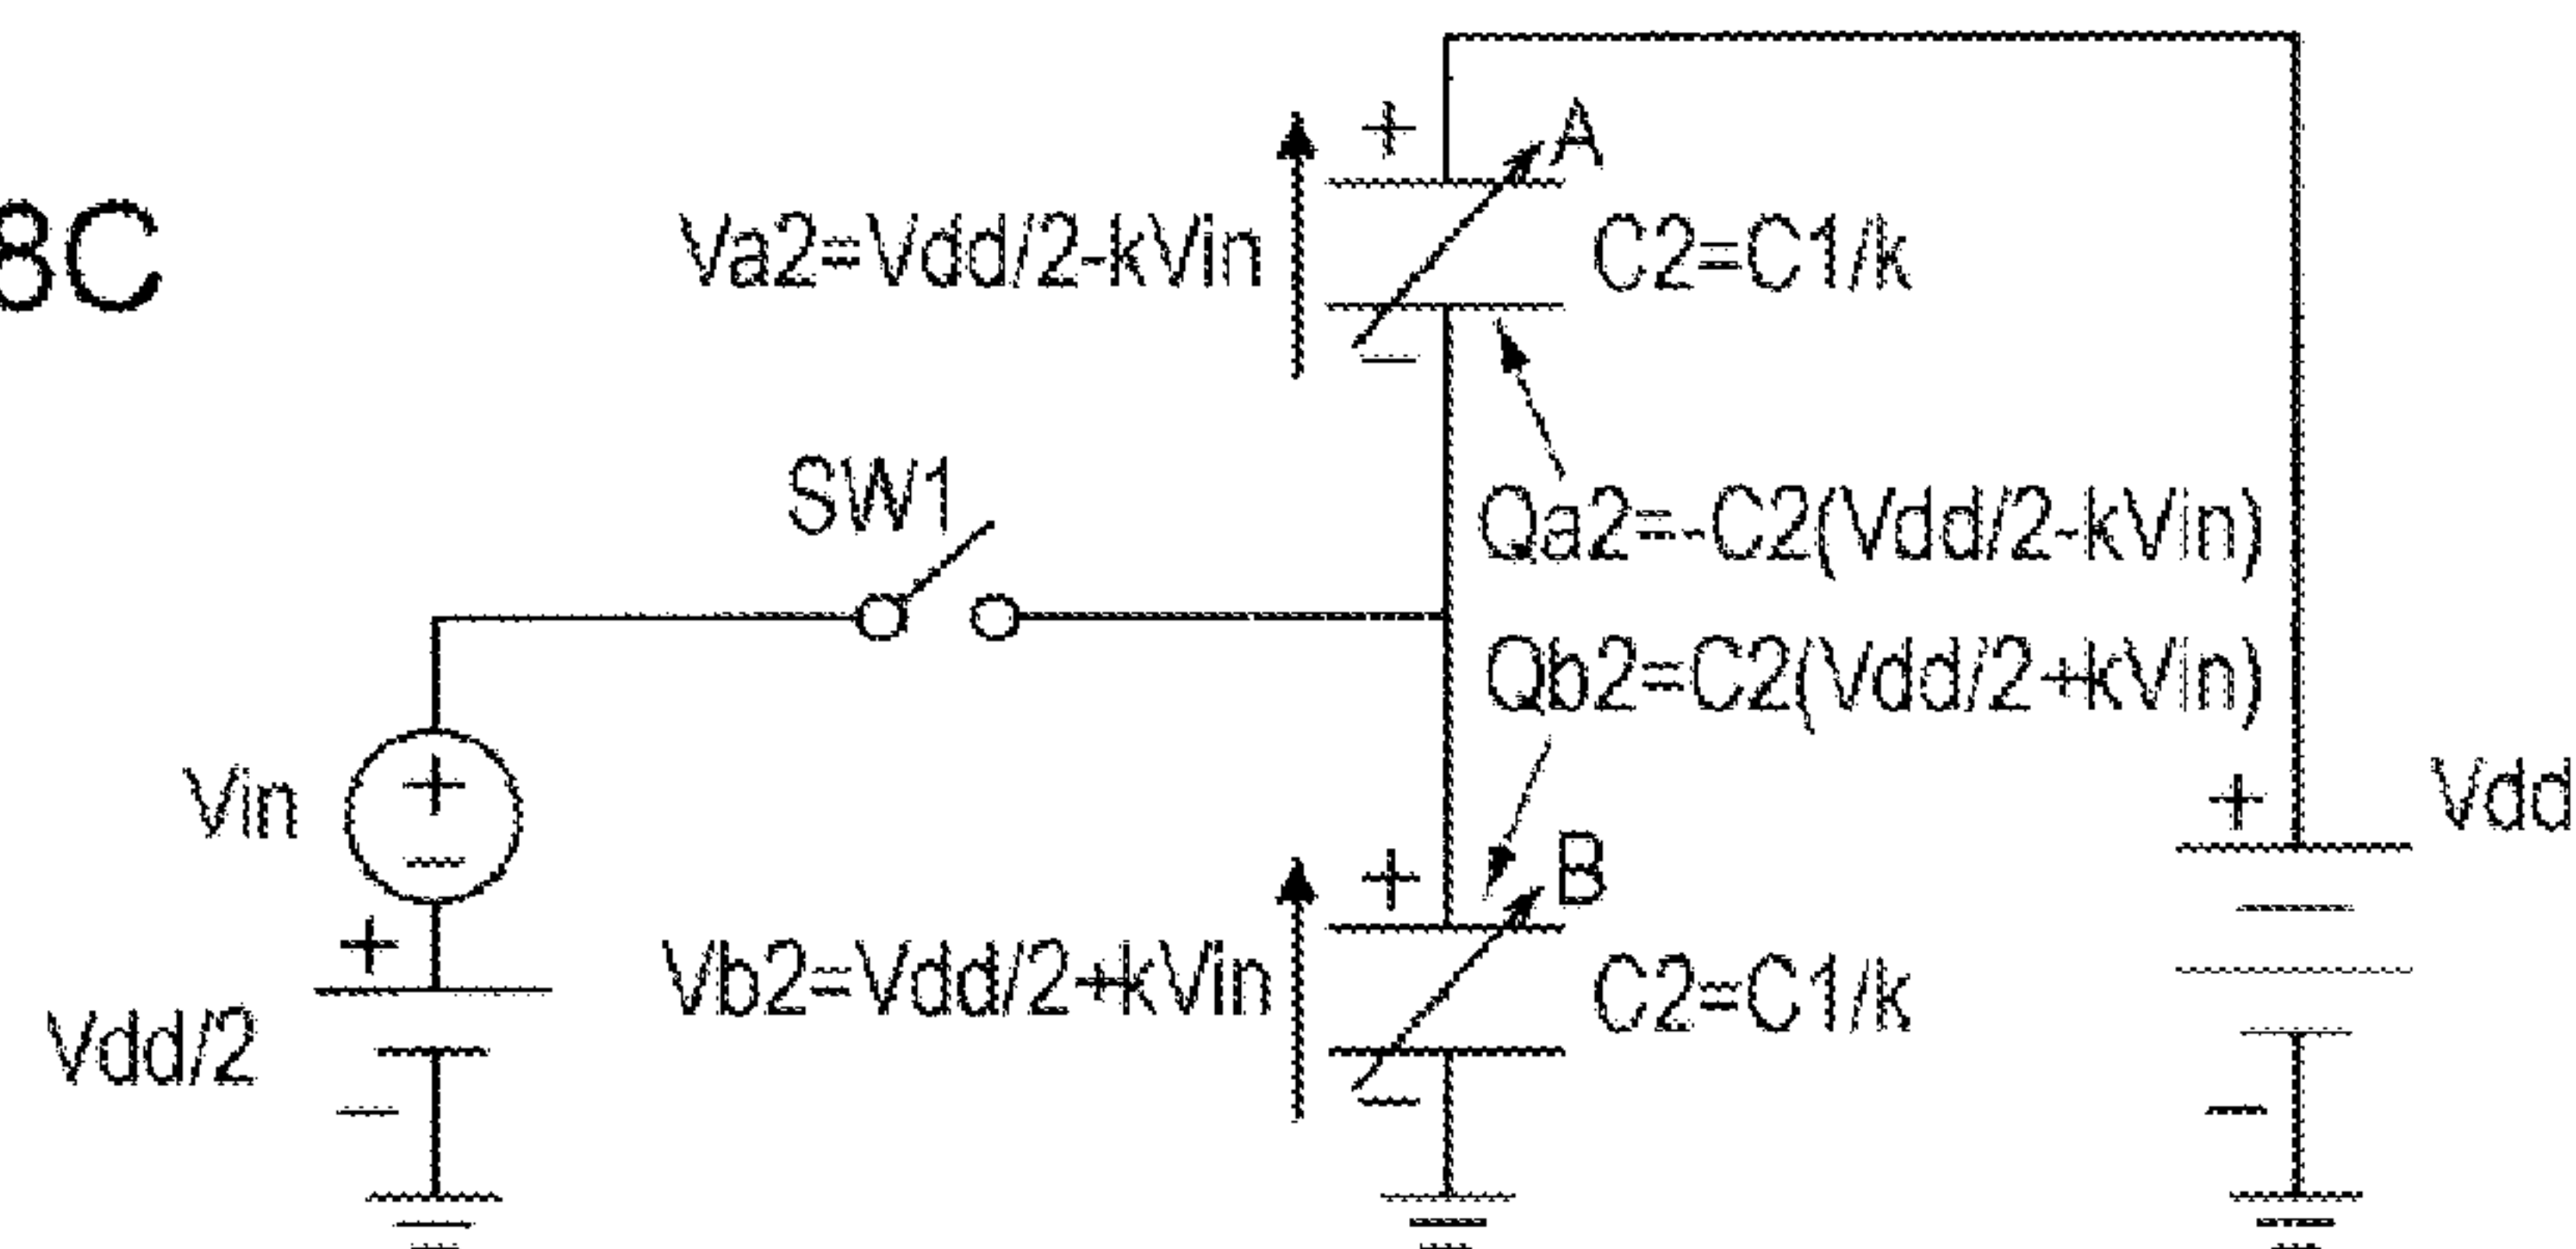 8C
+
A
Va2=Vdd/2-kVin
C2=C1/k
−
SW1
Qa2=-C2(Vdd/2-kVin)
Qb2=C2(Vdd/2+kVin)
Vin
+
−
+
Vdd
+
B
+
Vb2=Vdd/2+kVin
C2=C1/k
Vdd/2
−
−
−